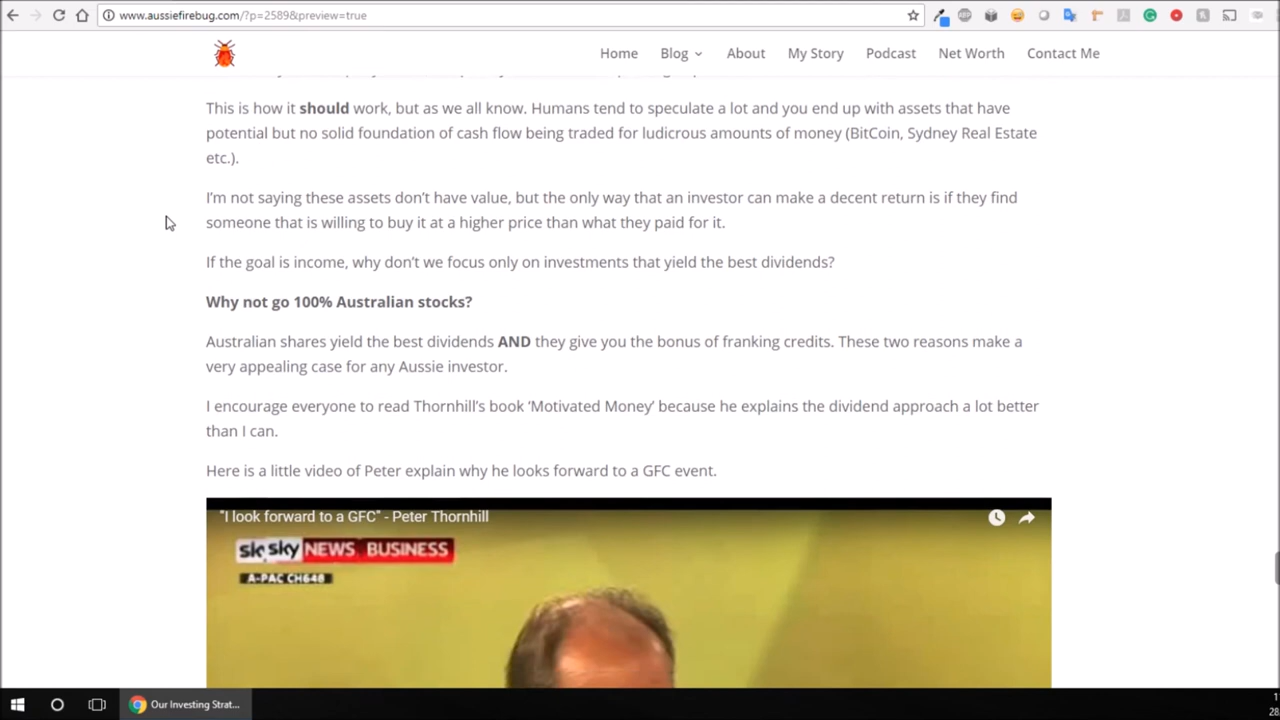 www.aussiefirebug.com/?p=25898&preview=true
Home Blog About My Story Podcast Net Worth Contact Me
This is how it should work, but as we all know. Humans tend to speculate a lot and you end up with assets that have
potential but no solid foundation of cash flow being traded for ludicrous amounts of money (BitCoin, Sydney Real Estate
etc.).
I'm not saying these assets don't have value, but the only way that an investor can make a decent return is if they find
someone that is willing to buy it at a higher price than what they paid for it.
If the goal is income, why don't we focus only on investments that yield the best dividends?
Why not go 100% Australian stocks?
Australian shares yield the best dividends AND they give you the bonus of franking credits. These two reasons make a
very appealing case for any Aussie investor.
I encourage everyone to read Thornhill's book 'Motivated Money' because he explains the dividend approach a lot better
than I can.
Here is a little video of Peter explain why he looks forward to a GFC event.
"I look forward to a GFC" - Peter Thornhill
sky NEWS BUSINESS
A-PAC CH648
Our Investing Strat...
28